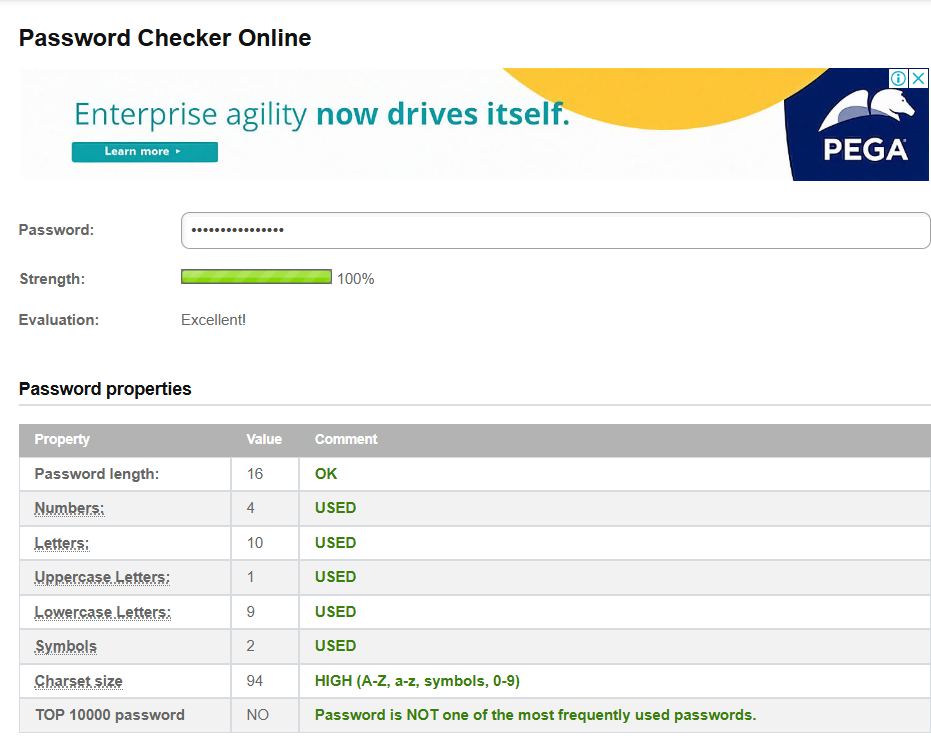 Password Checker Online
Enterprise agility now drives itself.
Learn more
PEGA
Password: ••••••••••••••••
Strength: 100%
Evaluation: Excellent!
Password properties
Property Value Comment
Password length: 16 OK
Numbers: 4 USED
Letters: 10 USED
Uppercase Letters: 1 USED
Lowercase Letters: 9 USED
Symbols 2 USED
Charset size 94 HIGH (A-Z, a-z, symbols, 0-9)
TOP 10000 password NO Password is NOT one of the most frequently used passwords.